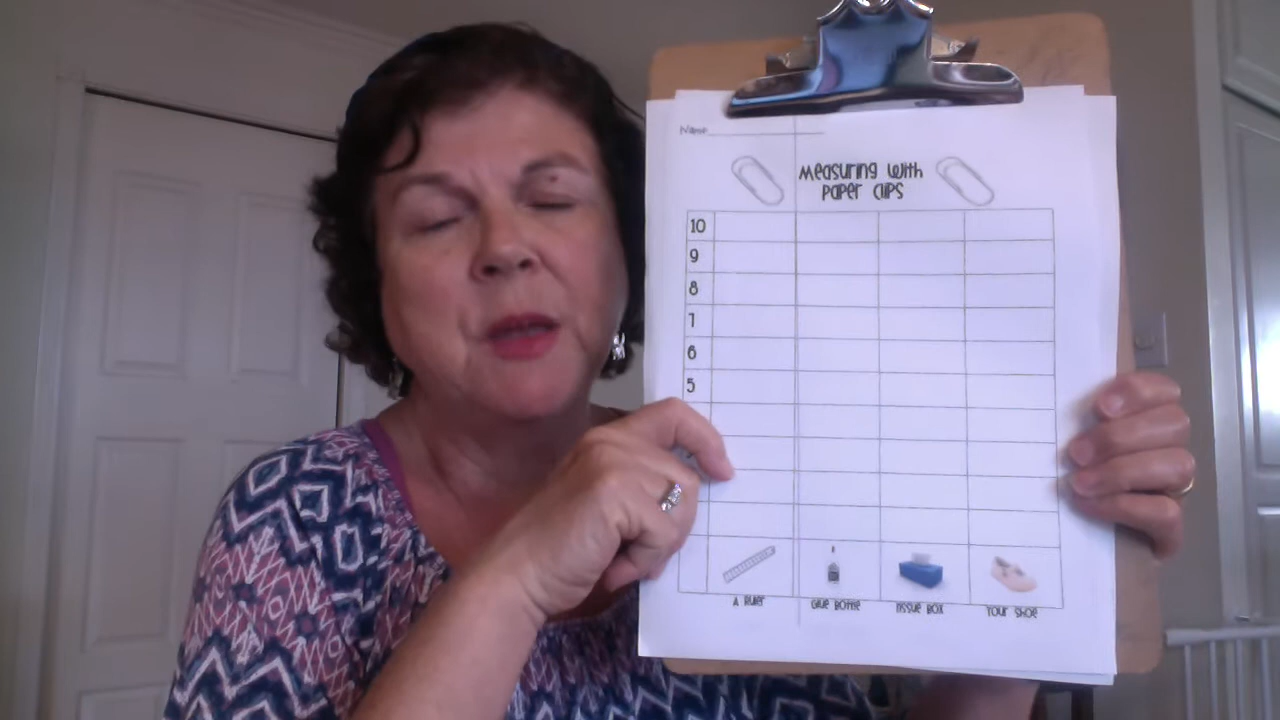 Name
Measuring with
Paper Clips
10
9
8
7
6
5
A Ruler
Glue Bottle
Tissue Box
Your Shoe